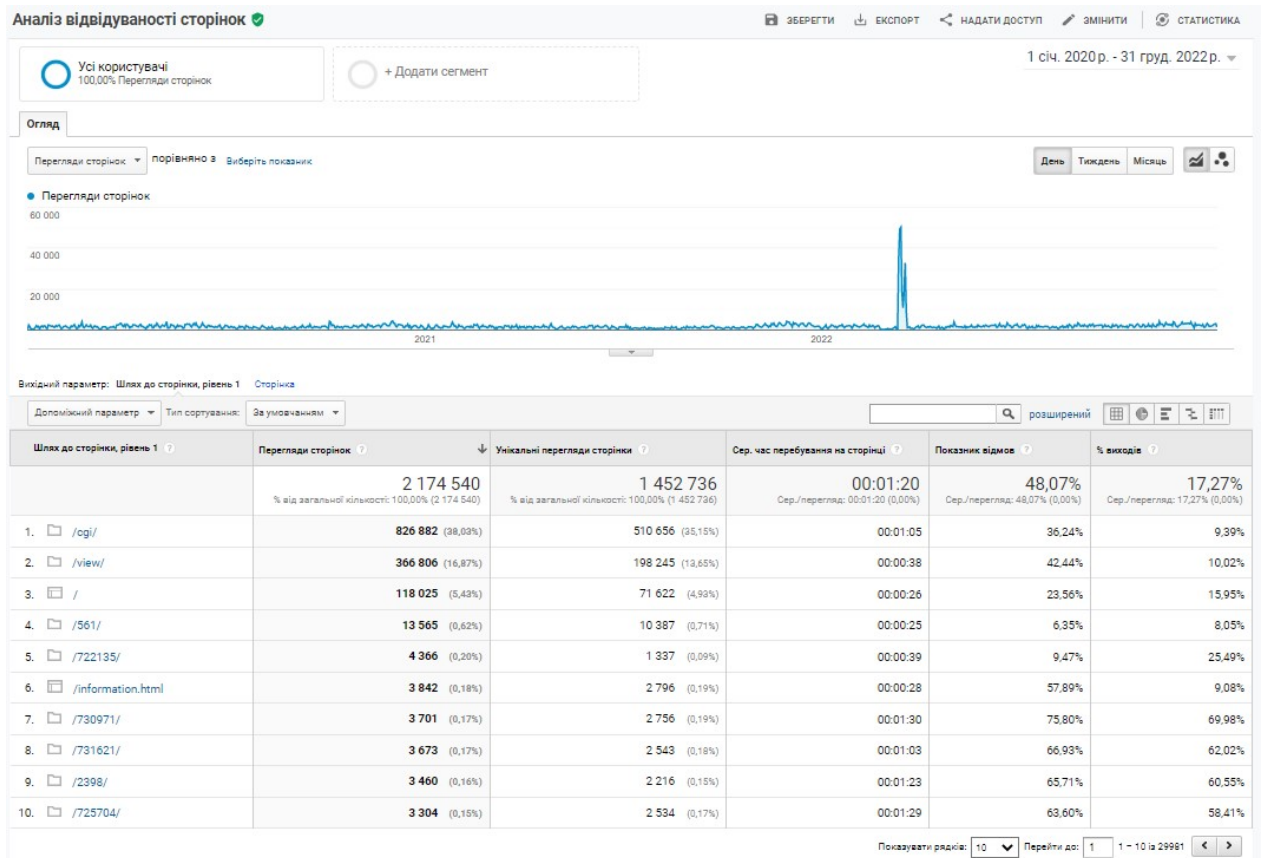 Аналіз відвідуваності сторінок
ЗБЕРЕГТИ ЕКСПОРТ НАДАТИ ДОСТУП ЗМІНИТИ СТАТИСТИКА
1 січ. 2020 р. - 31 груд. 2022 р.
Усі користувачі
100,00% Перегляди сторінок
+ Додати сегмент
Огляд
Перегляди сторінок порівняно з Виберіть показник
День Тиждень Місяць
Перегляди сторінок
60 000
40 000
20 000
2021 2022
Вихідний параметр: Шлях до сторінки, рівень 1 Сторінка
Допоміжний параметр Тип сортування: За умовчанням розширений
Шлях до сторінки, рівень 1 ? Перегляди сторінок ? Унікальні перегляди сторінки ? Сер. час перебування на сторінці ? Показник відмов ? % виходів ?
2 174 540 1 452 736 00:01:20 48,07% 17,27%
% від загальної кількості: 100,00% (2 174 540) % від загальної кількості: 100,00% (1 452 736) Сер./перегляд: 00:01:20 (0,00%) Сер./перегляд: 48,07% (0,00%) Сер./перегляд: 17,27% (0,00%)
1. /cgi/ 826 882 (38,03%) 510 656 (35,15%) 00:01:05 36,24% 9,39%
2. /view/ 366 806 (16,87%) 198 245 (13,65%) 00:00:38 42,44% 10,02%
3. / 118 025 (5,43%) 71 622 (4,93%) 00:00:26 23,56% 15,95%
4. /561/ 13 565 (0,62%) 10 387 (0,71%) 00:00:25 6,35% 8,05%
5. /722135/ 4 366 (0,20%) 1 337 (0,09%) 00:00:39 9,47% 25,49%
6. /information.html 3 842 (0,18%) 2 796 (0,19%) 00:00:28 57,89% 9,08%
7. /730971/ 3 701 (0,17%) 2 756 (0,19%) 00:01:30 75,80% 69,98%
8. /731621/ 3 673 (0,17%) 2 543 (0,18%) 00:01:03 66,93% 62,02%
9. /2398/ 3 460 (0,16%) 2 216 (0,15%) 00:01:23 65,71% 60,55%
10. /725704/ 3 304 (0,15%) 2 534 (0,17%) 00:01:29 63,60% 58,41%
Показувати рядків: 10 Перейти до: 1 1 – 10 із 29981